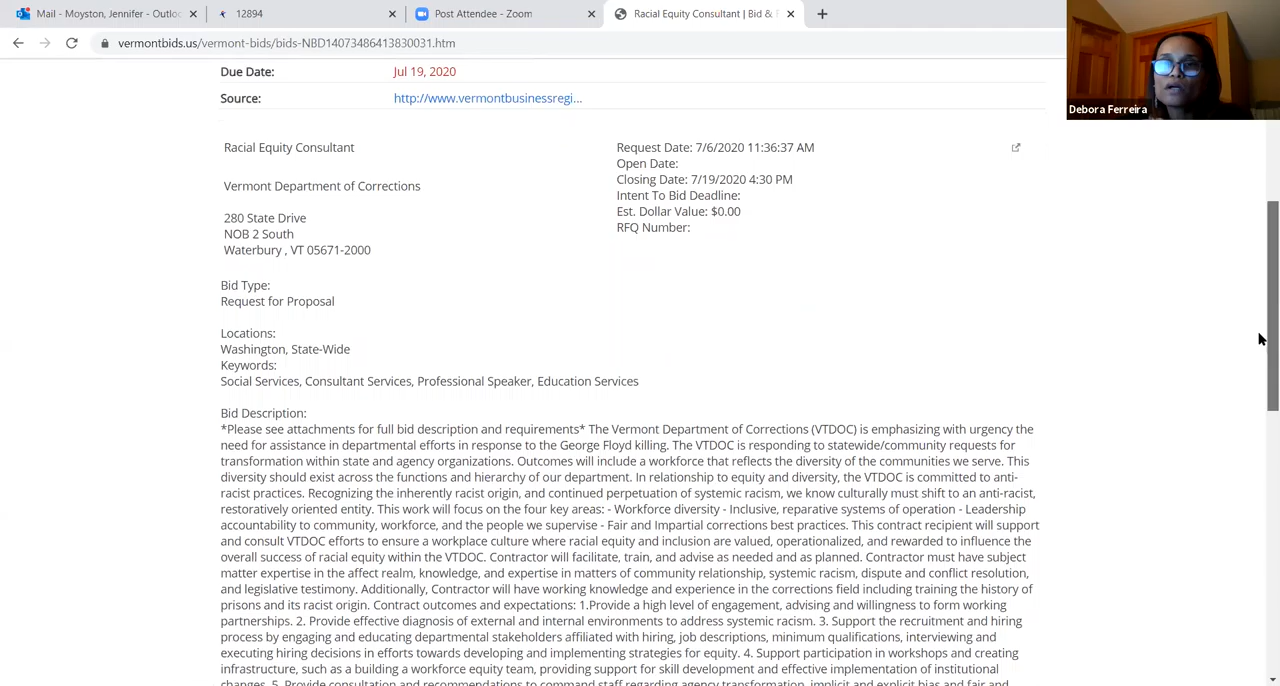 Mail - Moyston, Jennifer - Outloo
12894
Post Attendee - Zoom
Racial Equity Consultant | Bid &
vermontbids.us/vermont-bids/bids-NBD14073486413830031.htm
Debora Ferreira
Due Date: Jul 19, 2020
Source: http://www.vermontbusinessregi...
Racial Equity Consultant
Vermont Department of Corrections
280 State Drive
NOB 2 South
Waterbury , VT 05671-2000
Request Date: 7/6/2020 11:36:37 AM
Open Date:
Closing Date: 7/19/2020 4:30 PM
Intent To Bid Deadline:
Est. Dollar Value: $0.00
RFQ Number:
Bid Type:
Request for Proposal
Locations:
Washington, State-Wide
Keywords:
Social Services, Consultant Services, Professional Speaker, Education Services
Bid Description:
*Please see attachments for full bid description and requirements* The Vermont Department of Corrections (VTDOC) is emphasizing with urgency the
need for assistance in departmental efforts in response to the George Floyd killing. The VTDOC is responding to statewide/community requests for
transformation within state and agency organizations. Outcomes will include a workforce that reflects the diversity of the communities we serve. This
diversity should exist across the functions and hierarchy of our department. In relationship to equity and diversity, the VTDOC is committed to anti-
racist practices. Recognizing the inherently racist origin, and continued perpetuation of systemic racism, we know culturally must shift to an anti-racist,
restoratively oriented entity. This work will focus on the four key areas: - Workforce diversity - Inclusive, reparative systems of operation - Leadership
accountability to community, workforce, and the people we supervise - Fair and Impartial corrections best practices. This contract recipient will support
and consult VTDOC efforts to ensure a workplace culture where racial equity and inclusion are valued, operationalized, and rewarded to influence the
overall success of racial equity within the VTDOC. Contractor will facilitate, train, and advise as needed and as planned. Contractor must have subject
matter expertise in the affect realm, knowledge, and expertise in matters of community relationship, systemic racism, dispute and conflict resolution,
and legislative testimony. Additionally, Contractor will have working knowledge and experience in the corrections field including training the history of
prisons and its racist origin. Contract outcomes and expectations: 1.Provide a high level of engagement, advising and willingness to form working
partnerships. 2. Provide effective diagnosis of external and internal environments to address systemic racism. 3. Support the recruitment and hiring
process by engaging and educating departmental stakeholders affiliated with hiring, job descriptions, minimum qualifications, interviewing and
executing hiring decisions in efforts towards developing and implementing strategies for equity. 4. Support participation in workshops and creating
infrastructure, such as a building a workforce equity team, providing support for skill development and effective implementation of institutional
changes. 5. Provide consultation and recommendations to command staff regarding agency transformation, implicit and explicit bias and fair and